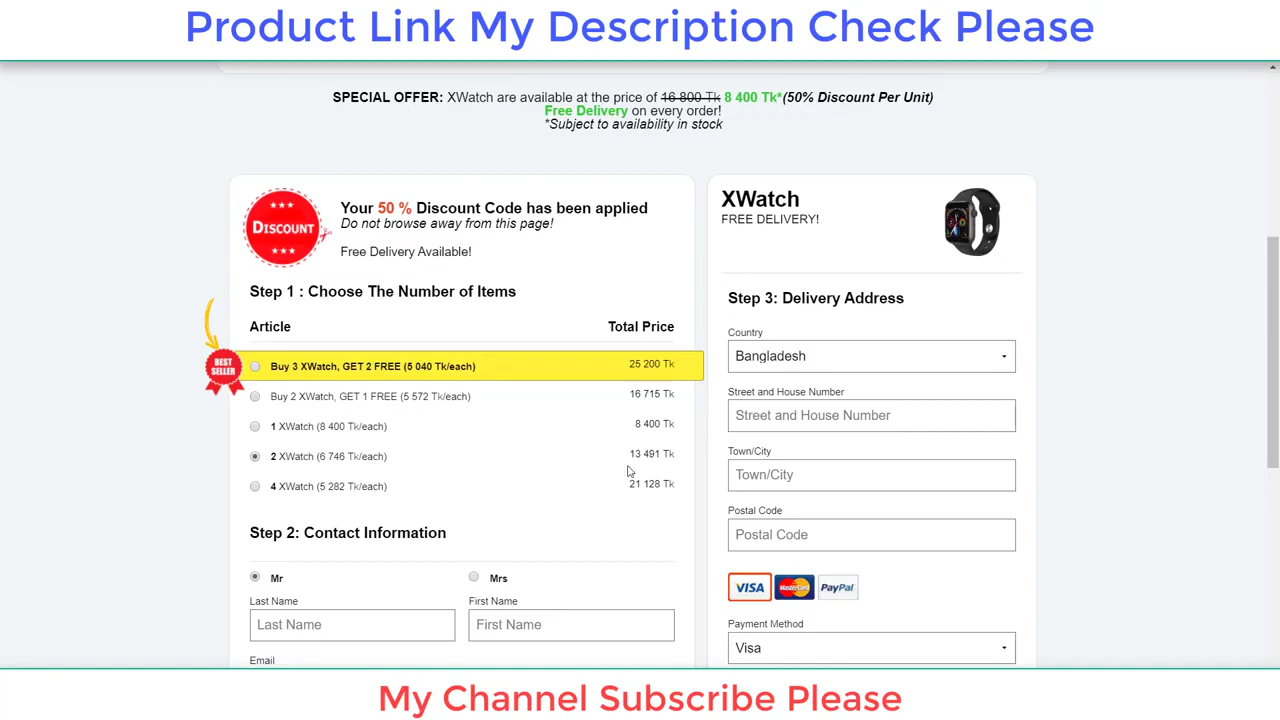 Product Link My Description Check Please
SPECIAL OFFER: XWatch are available at the price of 16 800 Tk 8 400 Tk*(50% Discount Per Unit)
Free Delivery on every order!
*Subject to availability in stock
DISCOUNT
Your 50 % Discount Code has been applied
Do not browse away from this page!
Free Delivery Available!
Step 1 : Choose The Number of Items
Article Total Price
BEST
SELLER
Buy 3 XWatch, GET 2 FREE (5 040 Tk/each) 25 200 Tk
Buy 2 XWatch, GET 1 FREE (5 572 Tk/each) 16 715 Tk
1 XWatch (8 400 Tk/each) 8 400 Tk
2 XWatch (6 746 Tk/each) 13 491 Tk
4 XWatch (5 282 Tk/each) 21 128 Tk
Step 2: Contact Information
Mr Mrs
Last Name First Name
Last Name First Name
Email
XWatch
FREE DELIVERY!
Step 3: Delivery Address
Country
Bangladesh
Street and House Number
Street and House Number
Town/City
Town/City
Postal Code
Postal Code
VISA MasterCard PayPal
Payment Method
Visa
My Channel Subscribe Please